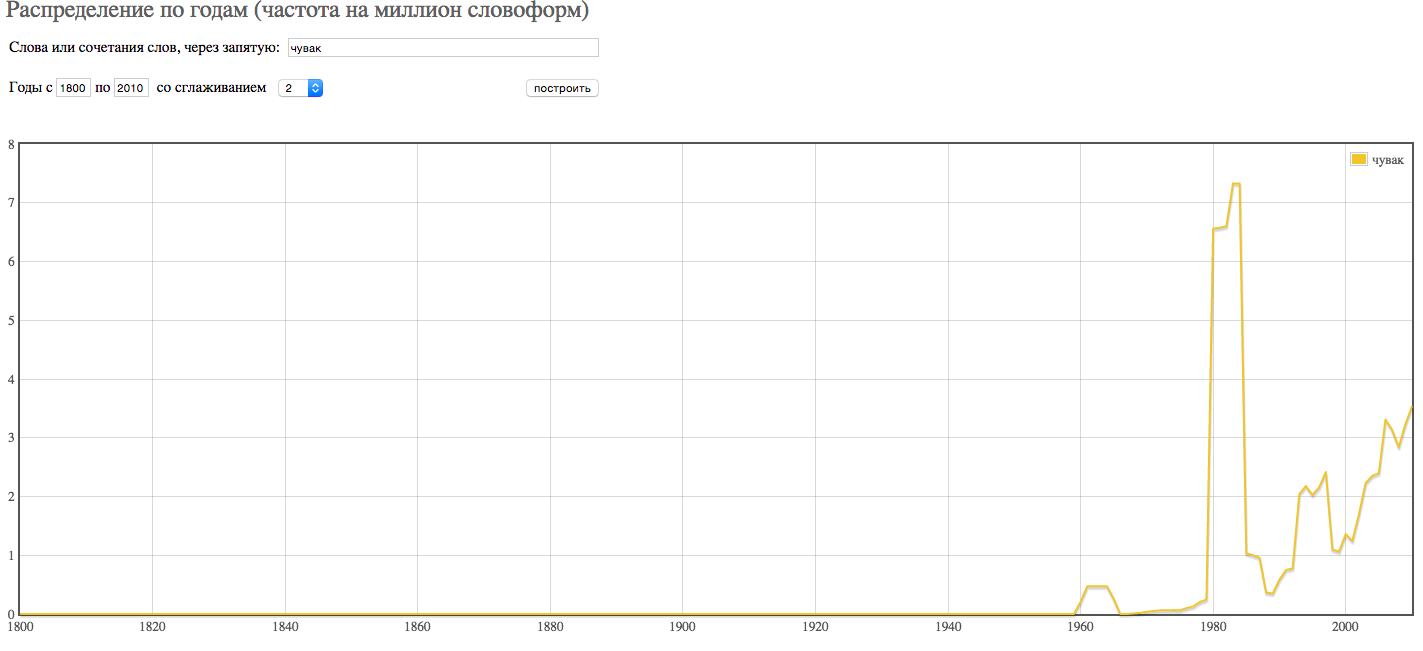 Распределение по годам (частота на миллион словоформ)
Слова или сочетания слов, через запятую: чувак
Годы с 1800 по 2010 со сглаживанием 2 построить
8
чувак
7
6
5
4
3
2
1
0
1800 1820 1840 1860 1880 1900 1920 1940 1960 1980 2000